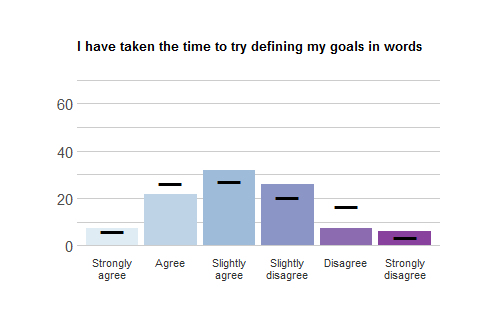 I have taken the time to try defining my goals in words
60
40
20
0
Strongly agree
Agree
Slightly agree
Slightly disagree
Disagree
Strongly disagree